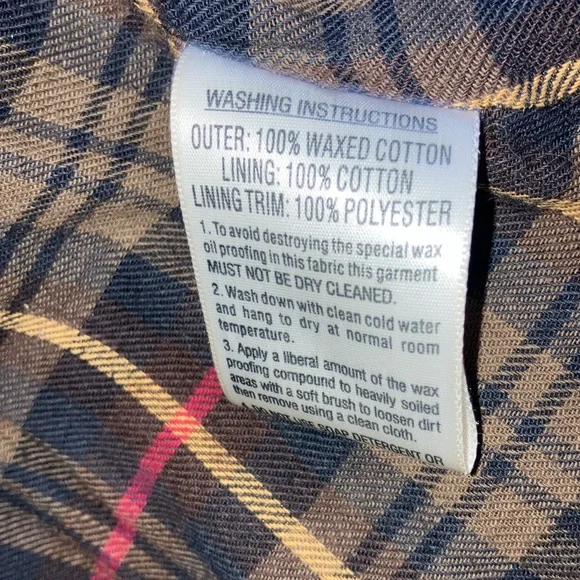 WASHING INSTRUCTIONS
OUTER: 100% WAXED COTTON
LINING: 100% COTTON
LINING TRIM: 100% POLYESTER
1. To avoid destroying the special wax
oil proofing in this fabric this garment
MUST NOT BE DRY CLEANED.
2. Wash down with clean cold water
and hang to dry at normal room
temperature.
3. Apply a liberal amount of the wax
proofing compound to heavily soiled
areas with a soft brush to loosen dirt
then remove using a clean cloth.
SOAP DETERGENT OR